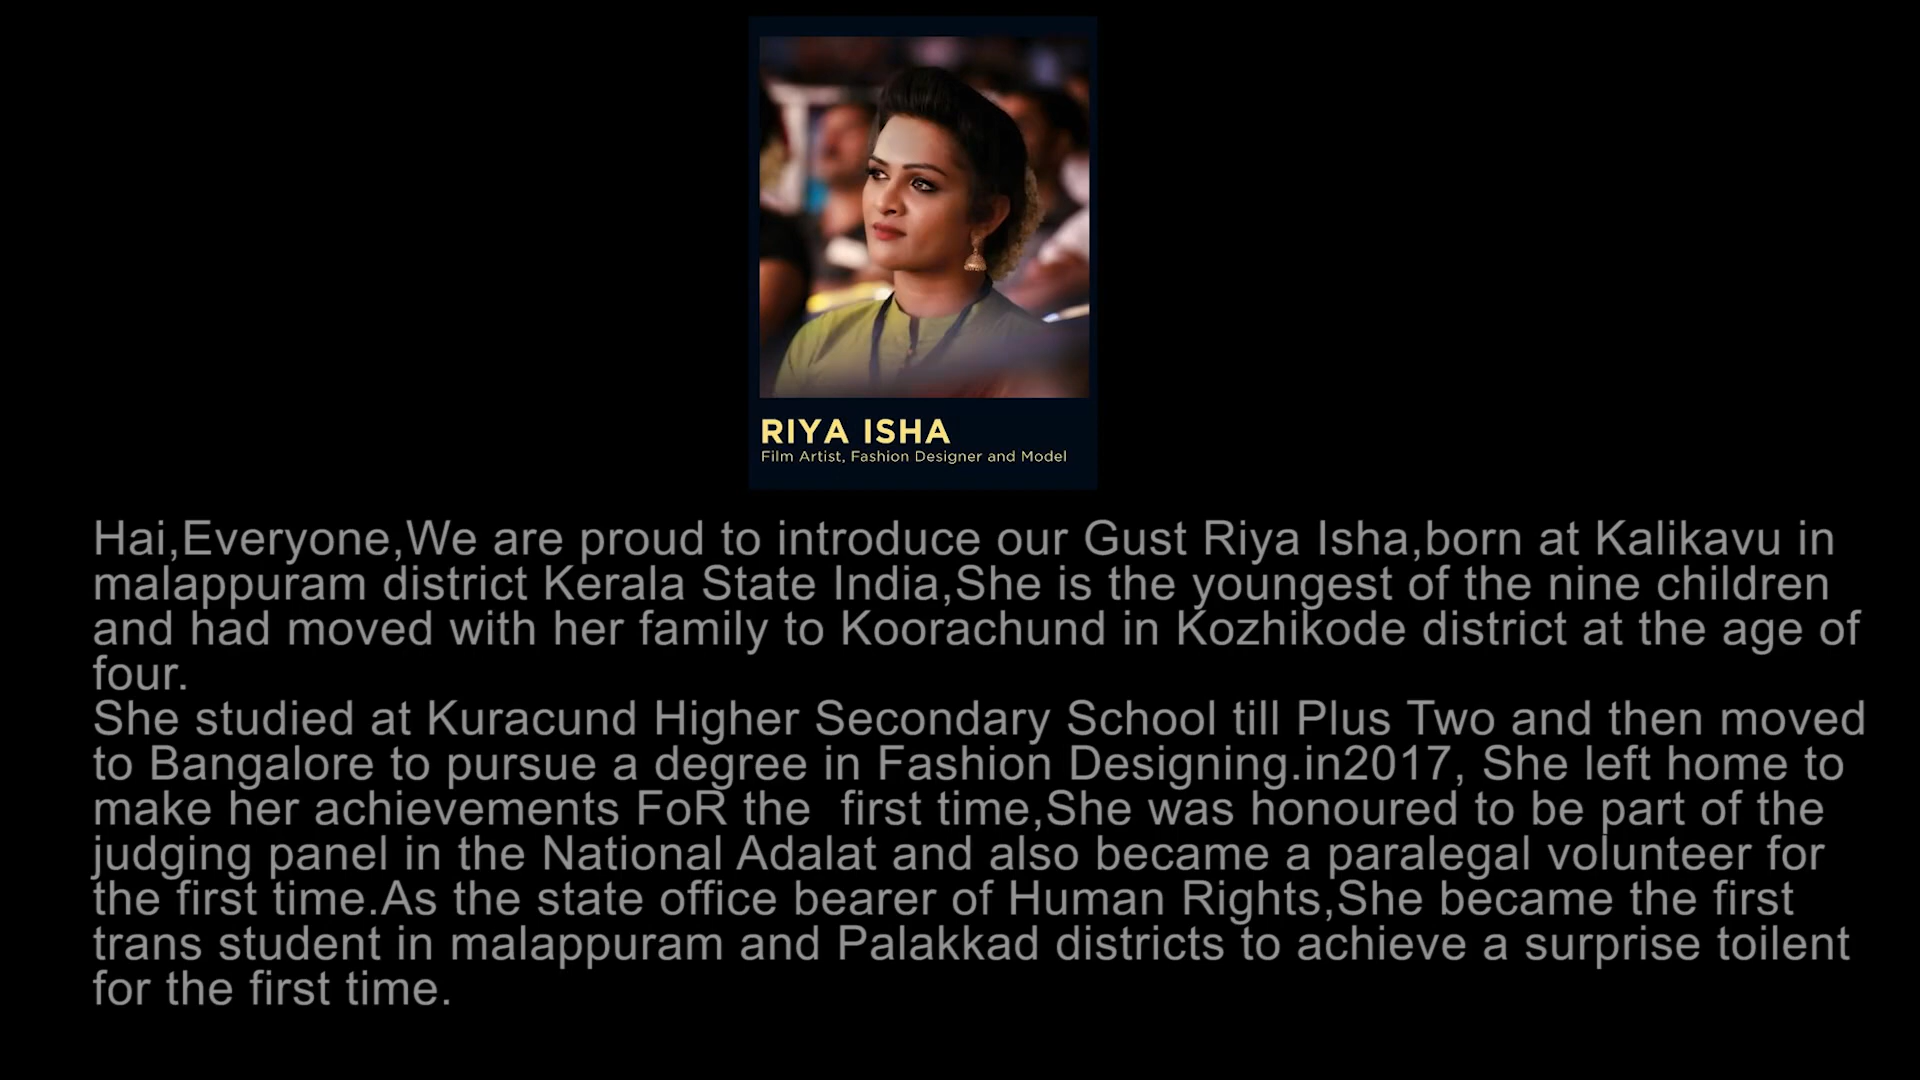 RIYA ISHA
Film Artist, Fashion Designer and Model
Hai,Everyone,We are proud to introduce our Gust Riya Isha,born at Kalikavu in
malappuram district Kerala State India,She is the youngest of the nine children
and had moved with her family to Koorachund in Kozhikode district at the age of
four.
She studied at Kuracund Higher Secondary School till Plus Two and then moved
to Bangalore to pursue a degree in Fashion Designing.in2017, She left home to
make her achievements FoR the  first time,She was honoured to be part of the
judging panel in the National Adalat and also became a paralegal volunteer for
the first time.As the state office bearer of Human Rights,She became the first
trans student in malappuram and Palakkad districts to achieve a surprise toilent
for the first time.